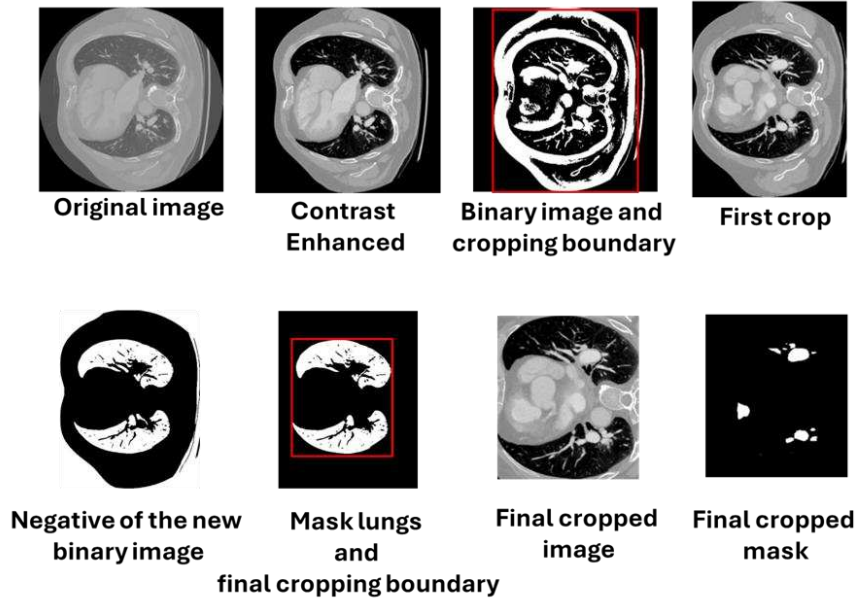 Original image
Contrast
Enhanced
Binary image and
cropping boundary
First crop
Negative of the new
binary image
Mask lungs
and
final cropping boundary
Final cropped
image
Final cropped
mask